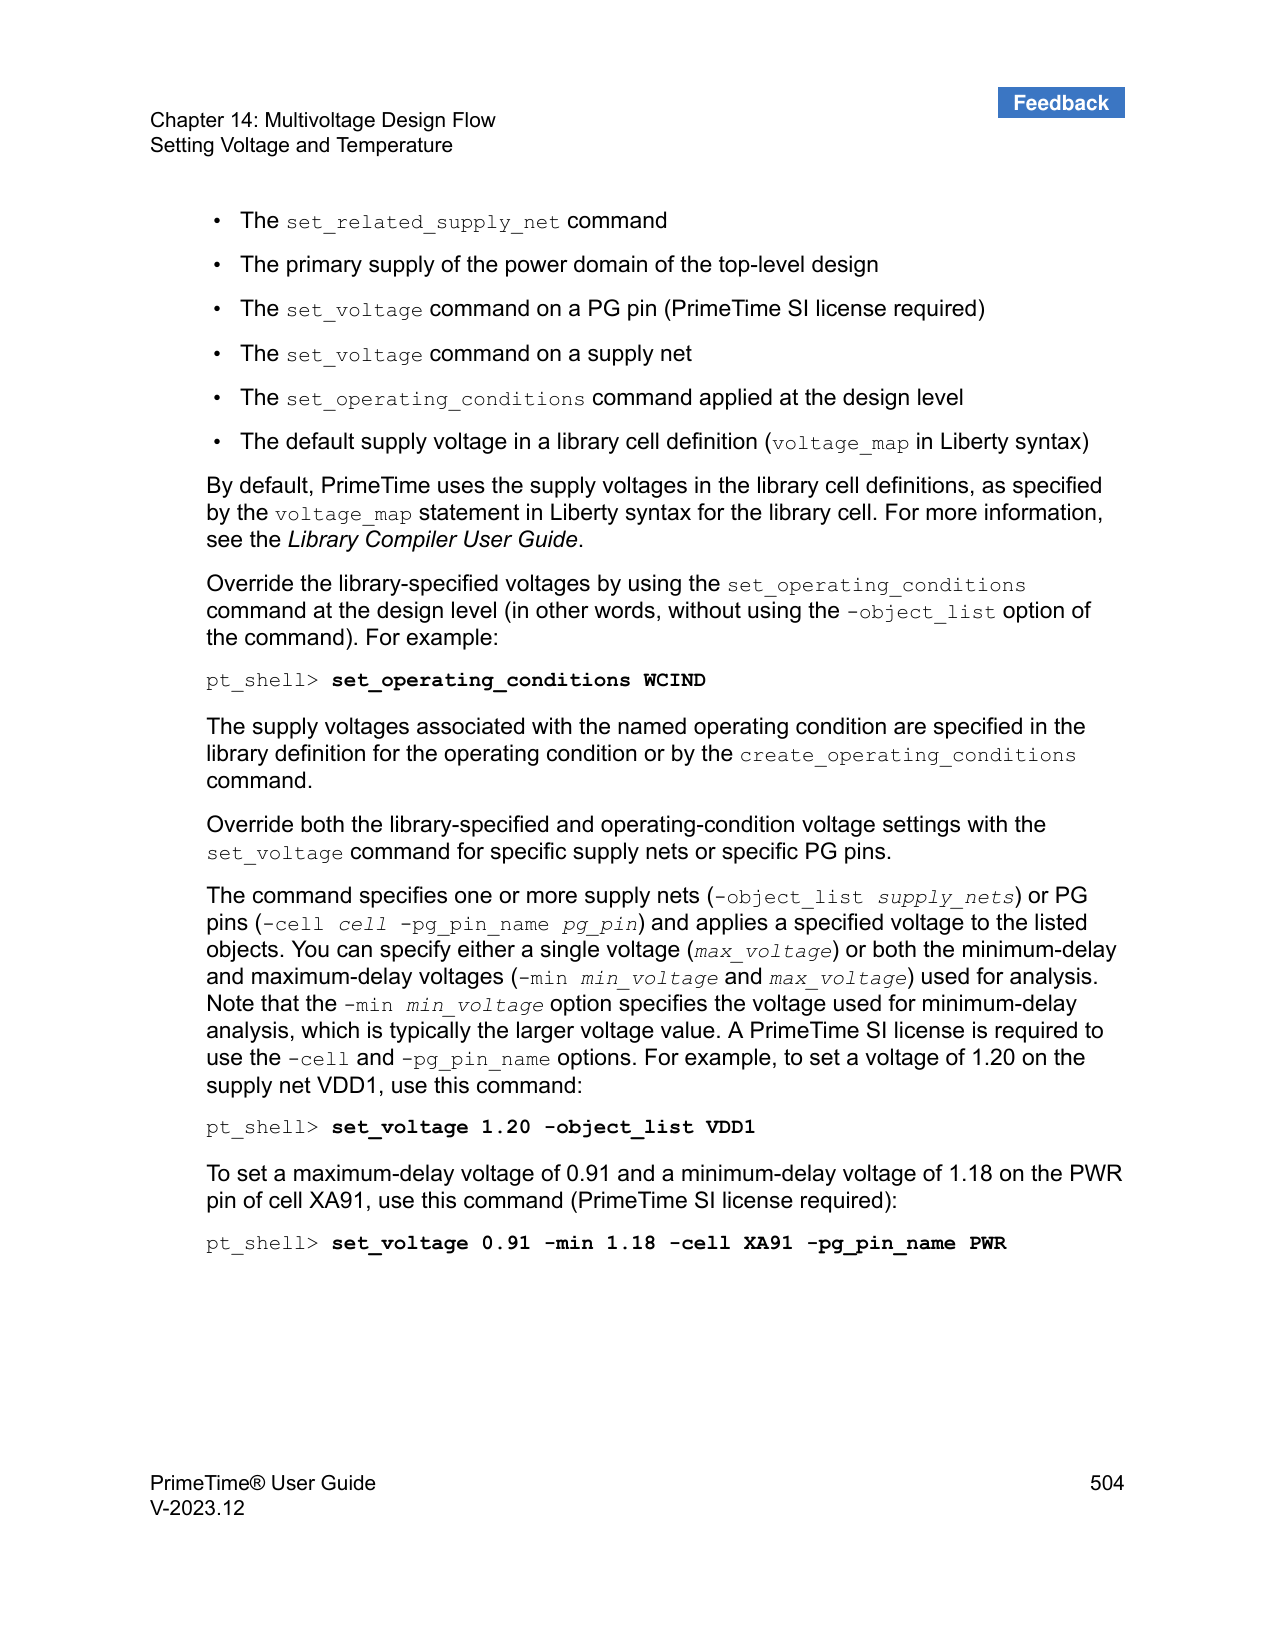 Feedback
Chapter 14: Multivoltage Design Flow
Setting Voltage and Temperature
• The set_related_supply_net command
• The primary supply of the power domain of the top-level design
• The set_voltage command on a PG pin (PrimeTime SI license required)
• The set_voltage command on a supply net
• The set_operating_conditions command applied at the design level
• The default supply voltage in a library cell definition (voltage_map in Liberty syntax)
By default, PrimeTime uses the supply voltages in the library cell definitions, as specified
by the voltage_map statement in Liberty syntax for the library cell. For more information,
see the Library Compiler User Guide.
Override the library-specified voltages by using the set_operating_conditions
command at the design level (in other words, without using the -object_list option of
the command). For example:
pt_shell> set_operating_conditions WCIND
The supply voltages associated with the named operating condition are specified in the
library definition for the operating condition or by the create_operating_conditions
command.
Override both the library-specified and operating-condition voltage settings with the
set_voltage command for specific supply nets or specific PG pins.
The command specifies one or more supply nets (-object_list supply_nets) or PG
pins (-cell cell -pg_pin_name pg_pin) and applies a specified voltage to the listed
objects. You can specify either a single voltage (max_voltage) or both the minimum-delay
and maximum-delay voltages (-min min_voltage and max_voltage) used for analysis.
Note that the -min min_voltage option specifies the voltage used for minimum-delay
analysis, which is typically the larger voltage value. A PrimeTime SI license is required to
use the -cell and -pg_pin_name options. For example, to set a voltage of 1.20 on the
supply net VDD1, use this command:
pt_shell> set_voltage 1.20 -object_list VDD1
To set a maximum-delay voltage of 0.91 and a minimum-delay voltage of 1.18 on the PWR
pin of cell XA91, use this command (PrimeTime SI license required):
pt_shell> set_voltage 0.91 -min 1.18 -cell XA91 -pg_pin_name PWR
PrimeTime® User Guide
504
V-2023.12